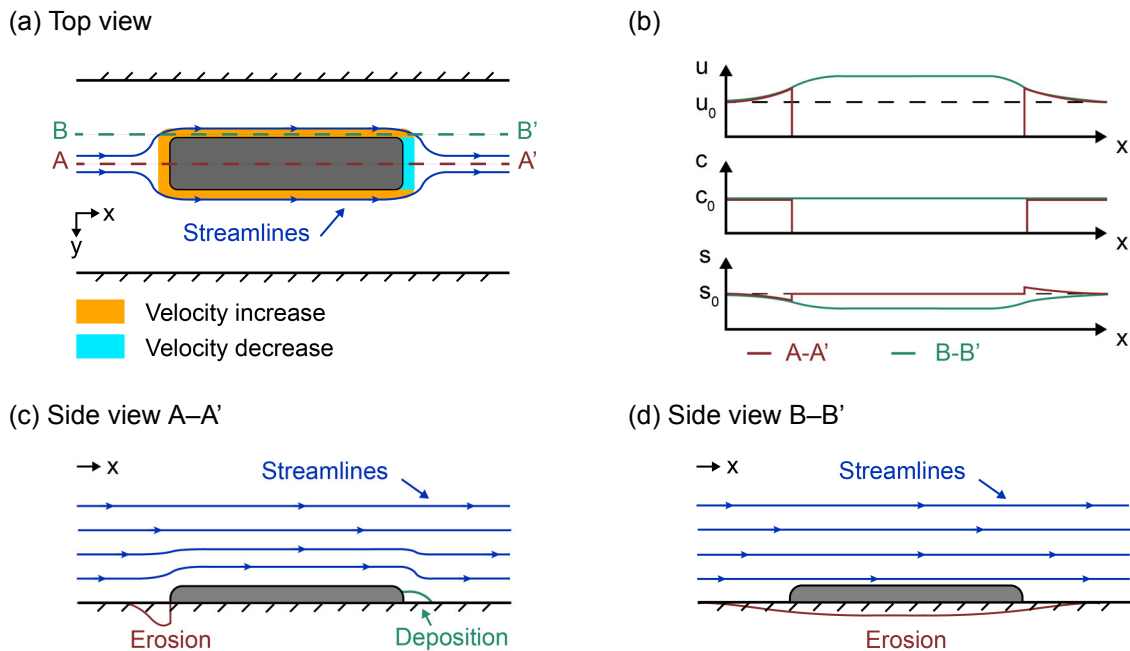 (a) Top view
B B'
A A'
x
y
Streamlines
Velocity increase
Velocity decrease
(b)
u
u₀
x
c
c₀
x
s
s₀
x
A-A' B-B'
(c) Side view A–A'
x
Streamlines
Erosion
Deposition
(d) Side view B–B'
x
Streamlines
Erosion